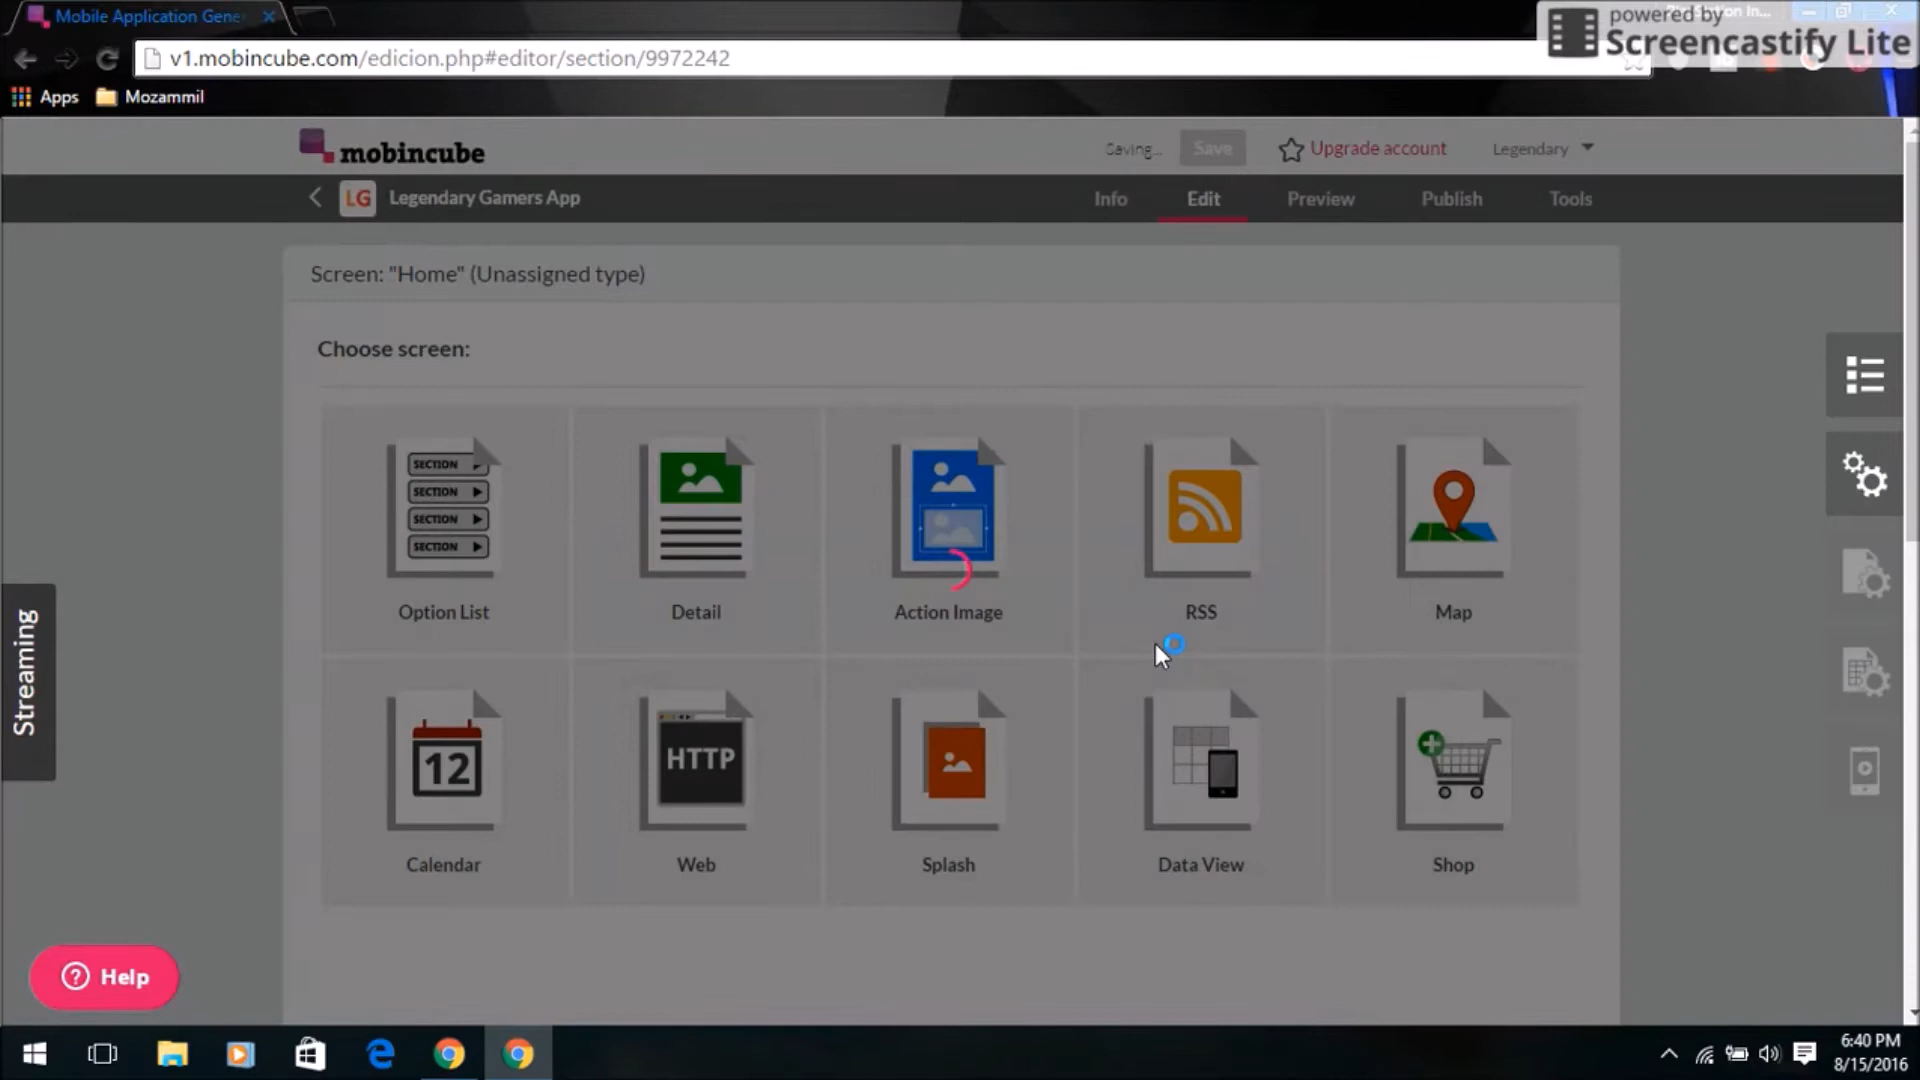 Mobile Application Gene
powered by
Screencastify Lite
v1.mobincube.com/edicion.php#editor/section/9972242
Apps
Mozammil
mobincube
Saving...
Save
Upgrade account
Legendary
LG
Legendary Gamers App
Info
Edit
Preview
Publish
Tools
Screen: "Home" (Unassigned type)
Choose screen:
SECTION
SECTION
SECTION
SECTION
Option List
Detail
Action Image
RSS
Map
12
HTTP
Calendar
Web
Splash
Data View
Shop
Streaming
Help
6:40 PM
8/15/2016